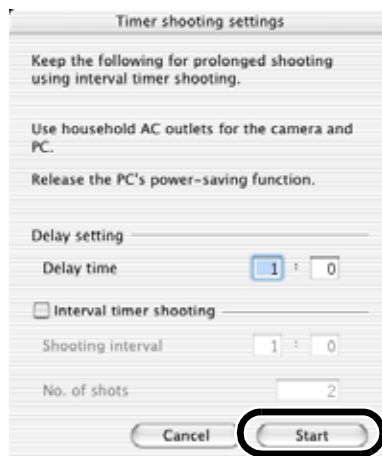 Timer shooting settings
Keep the following for prolonged shooting
using interval timer shooting.
Use household AC outlets for the camera and
PC.
Release the PC's power-saving function.
Delay setting
Delay time 1 : 0
Interval timer shooting
Shooting interval 1 : 0
No. of shots 2
Cancel Start